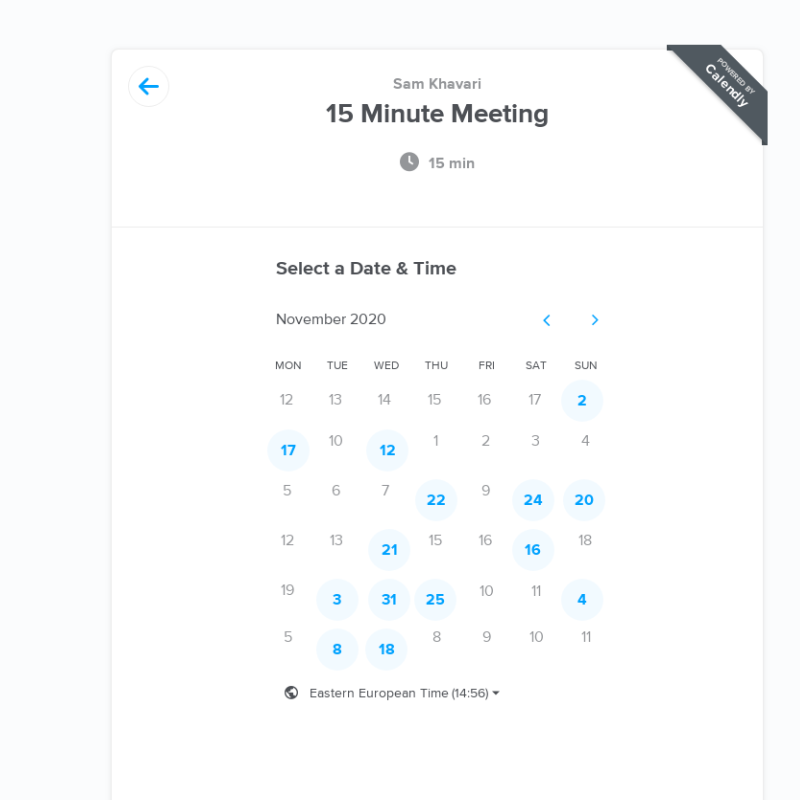 POWERED BY
Calendly
Sam Khavari
15 Minute Meeting
15 min
Select a Date & Time
November 2020
MON TUE WED THU FRI SAT SUN
12 13 14 15 16 17 2
17 10 12 1 2 3 4
5 6 7 22 9 24 20
12 13 21 15 16 16 18
19 3 31 25 10 11 4
5 8 18 8 9 10 11
Eastern European Time (14:56)